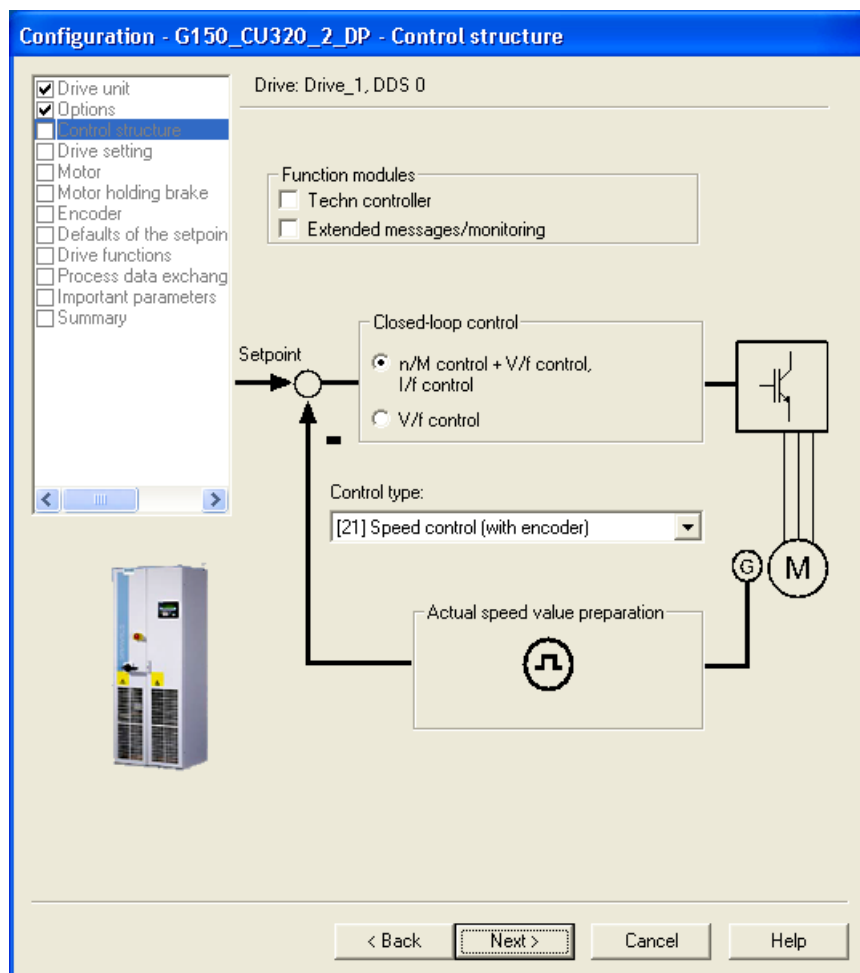 Configuration - G150_CU320_2_DP - Control structure
Drive unit
Options
Control structure
Drive setting
Motor
Motor holding brake
Encoder
Defaults of the setpoin
Drive functions
Process data exchang
Important parameters
Summary
Drive: Drive_1, DDS 0
Function modules
Techn controller
Extended messages/monitoring
Setpoint
Closed-loop control
n/M control + V/f control,
I/f control
V/f control
Control type:
[21] Speed control (with encoder)
G
M
Actual speed value preparation
< Back
Next >
Cancel
Help